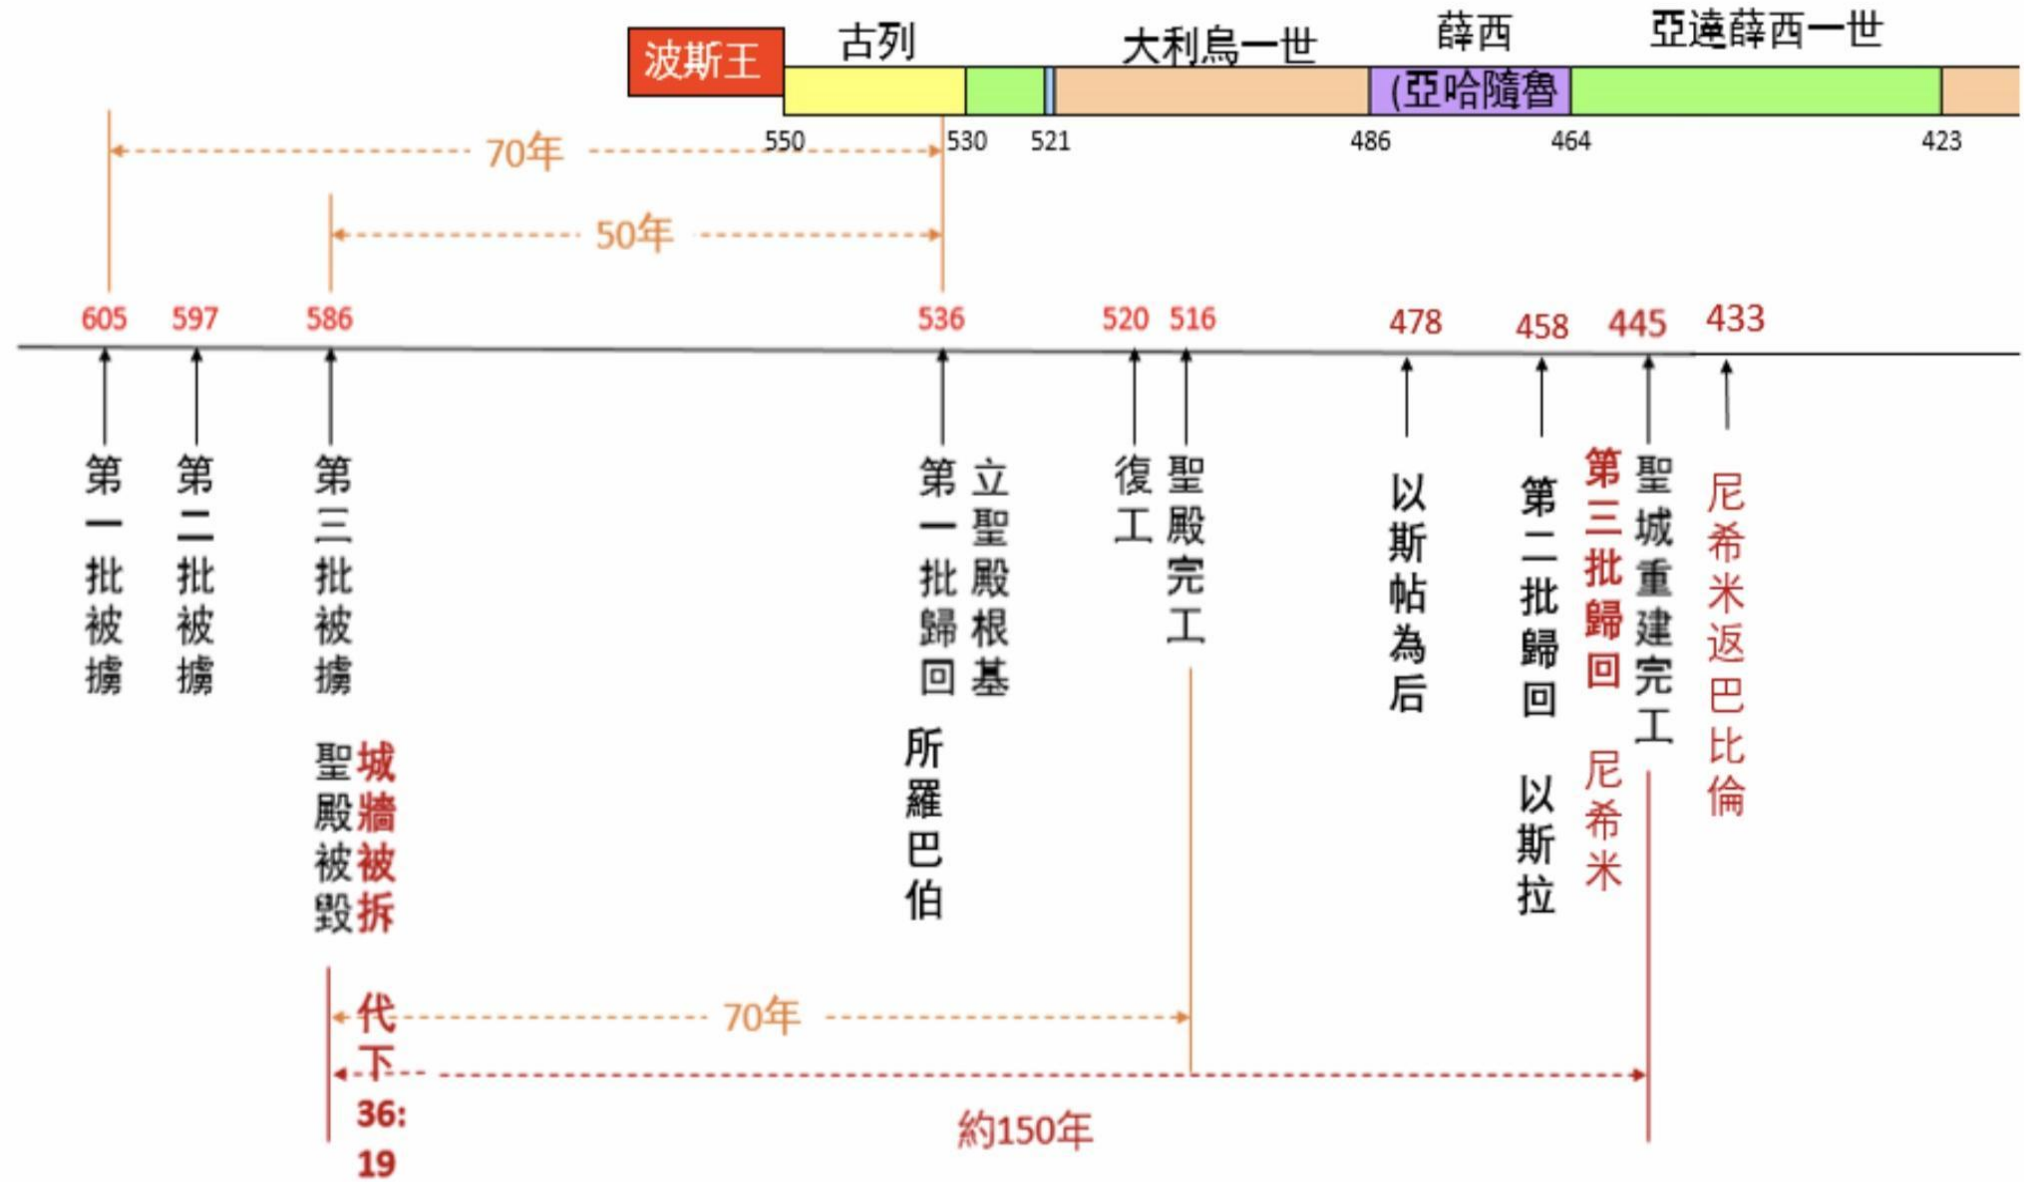 波斯王
古列
大利烏一世
薛西
(亞哈隨魯
亞達薛西一世
550
530
521
486
464
423
70年
50年
605
597
586
536
520
516
478
458
445
433
第一批被擄
第二批被擄
第三批被擄
聖殿被毀
城牆被拆
代下36:19
第一批歸回
立聖殿根基
所羅巴伯
復工
聖殿完工
以斯帖為后
第二批歸回
以斯拉
第三批歸回
尼希米
聖城重建完工
尼希米返巴比倫
70年
約150年